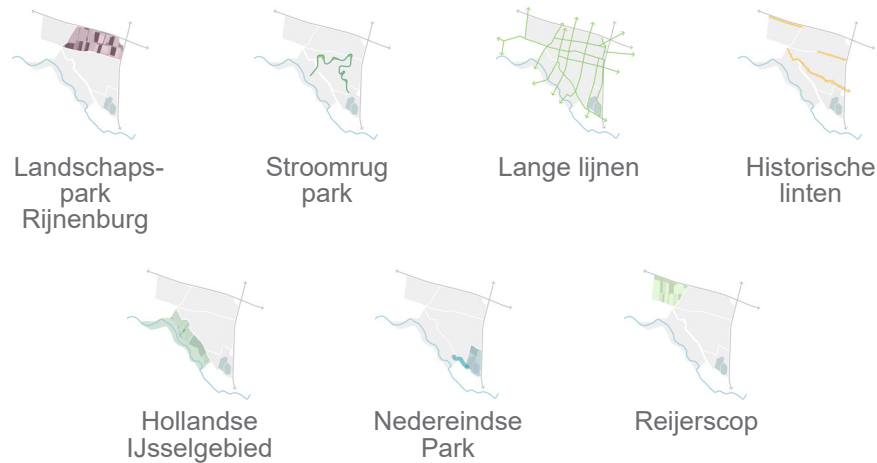 Landschaps-
park
Rijnenburg
Stroomrug
park
Lange lijnen
Historische
linten
Hollandse
IJsselgebied
Nedereindse
Park
Reijerscop